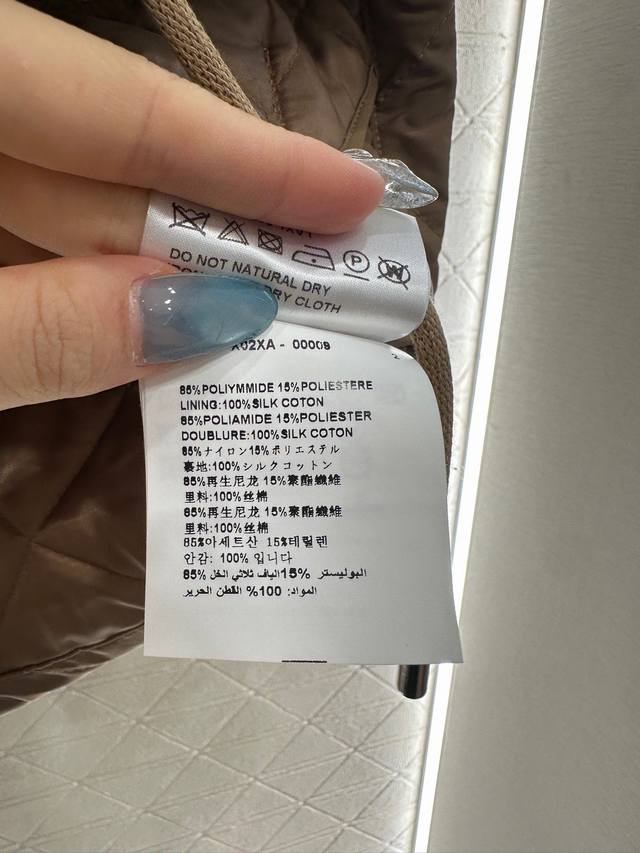 P
W
DO NOT NATURAL DRY
DRY CLOTH
X02XA - 00009
85%POLIYMMIDE 15%POLIESTERE
LINING:100%SILK COTON
85%POLIAMIDE 15%POLIESTER
DOUBLURE:100%SILK COTON
85%ナイロン15%ポリエステル
裏地:100%シルクコットン
85%再生尼龙 15%聚酯纖維
里料:100%丝棉
85%再生尼龙 15%聚酯纖維
里料:100%丝棉
85%아세트산 15%테릴렌
안감: 100% 입니다
البوليستر 15%الياف ثلاثي الخل 85%
المواد: 100% القطن الحرير